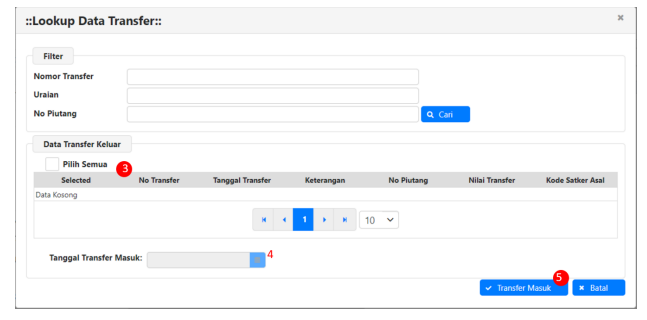 ::Lookup Data Transfer::
Filter
Nomor Transfer
Uraian
No Piutang
Cari
Data Transfer Keluar
Pilih Semua
3
Selected No Transfer Tanggal Transfer Keterangan No Piutang Nilai Transfer Kode Satker Asal
Data Kosong
1 10
Tanggal Transfer Masuk: 4
5
Transfer Masuk Batal